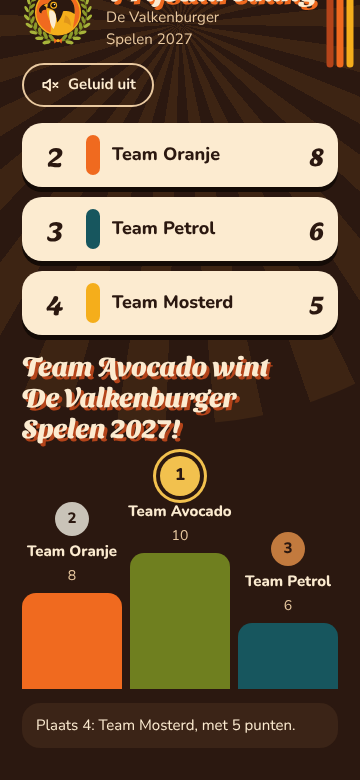 De Valkenburger
Spelen 2027
Geluid uit
2 Team Oranje 8
3 Team Petrol 6
4 Team Mosterd 5
Team Avocado wint
De Valkenburger
Spelen 2027!
1
Team Avocado
10
2
Team Oranje
8
3
Team Petrol
6
Plaats 4: Team Mosterd, met 5 punten.